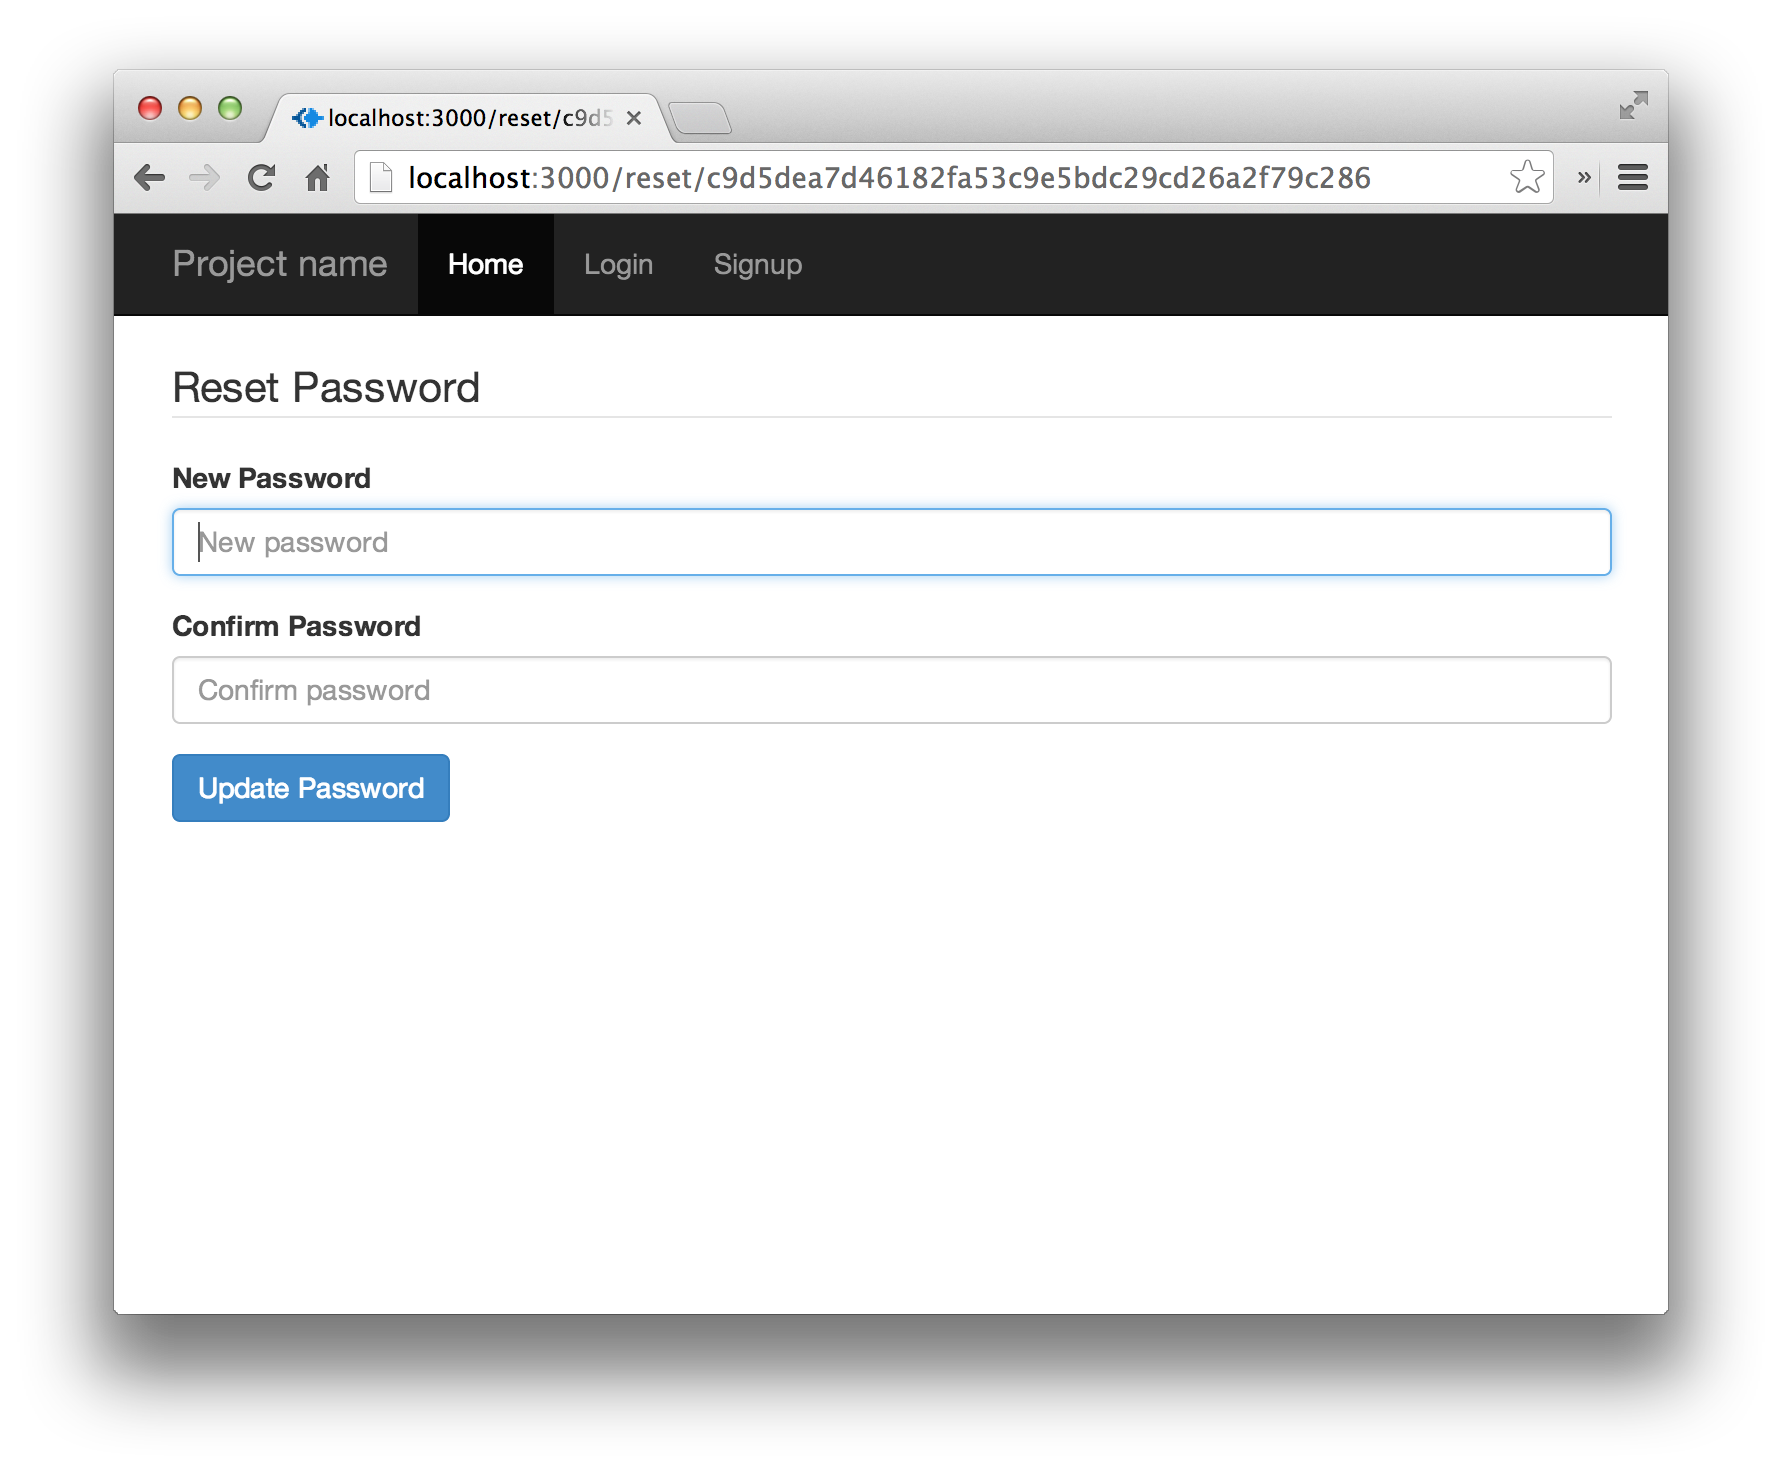 localhost:3000/reset/c9d5
localhost:3000/reset/c9d5dea7d46182fa53c9e5bdc29cd26a2f79c286
Project name Home Login Signup
Reset Password
New Password
New password
Confirm Password
Confirm password
Update Password